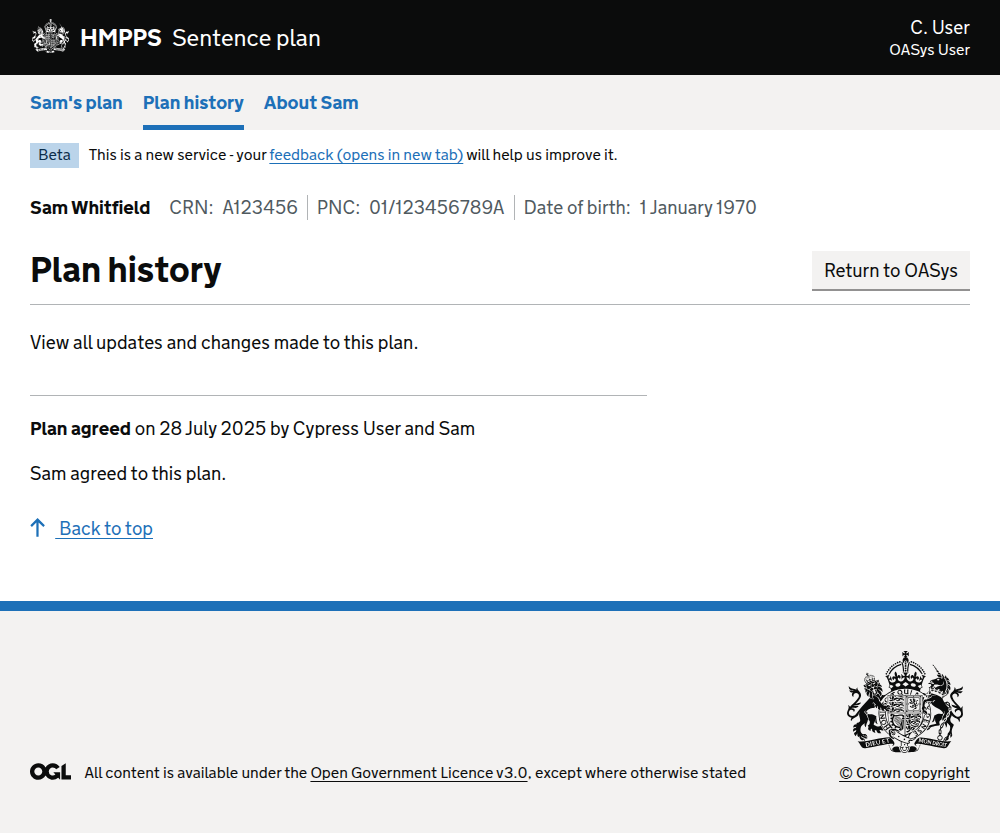 HMPPS Sentence plan
C. User
OASys User
Sam's plan Plan history About Sam
Beta This is a new service - your feedback (opens in new tab) will help us improve it.
Sam Whitfield CRN: A123456 PNC: 01/123456789A Date of birth: 1 January 1970
Plan history
Return to OASys
View all updates and changes made to this plan.
Plan agreed on 28 July 2025 by Cypress User and Sam
Sam agreed to this plan.
↑ Back to top
DIEU ET MON DROIT
OGL All content is available under the Open Government Licence v3.0, except where otherwise stated
© Crown copyright